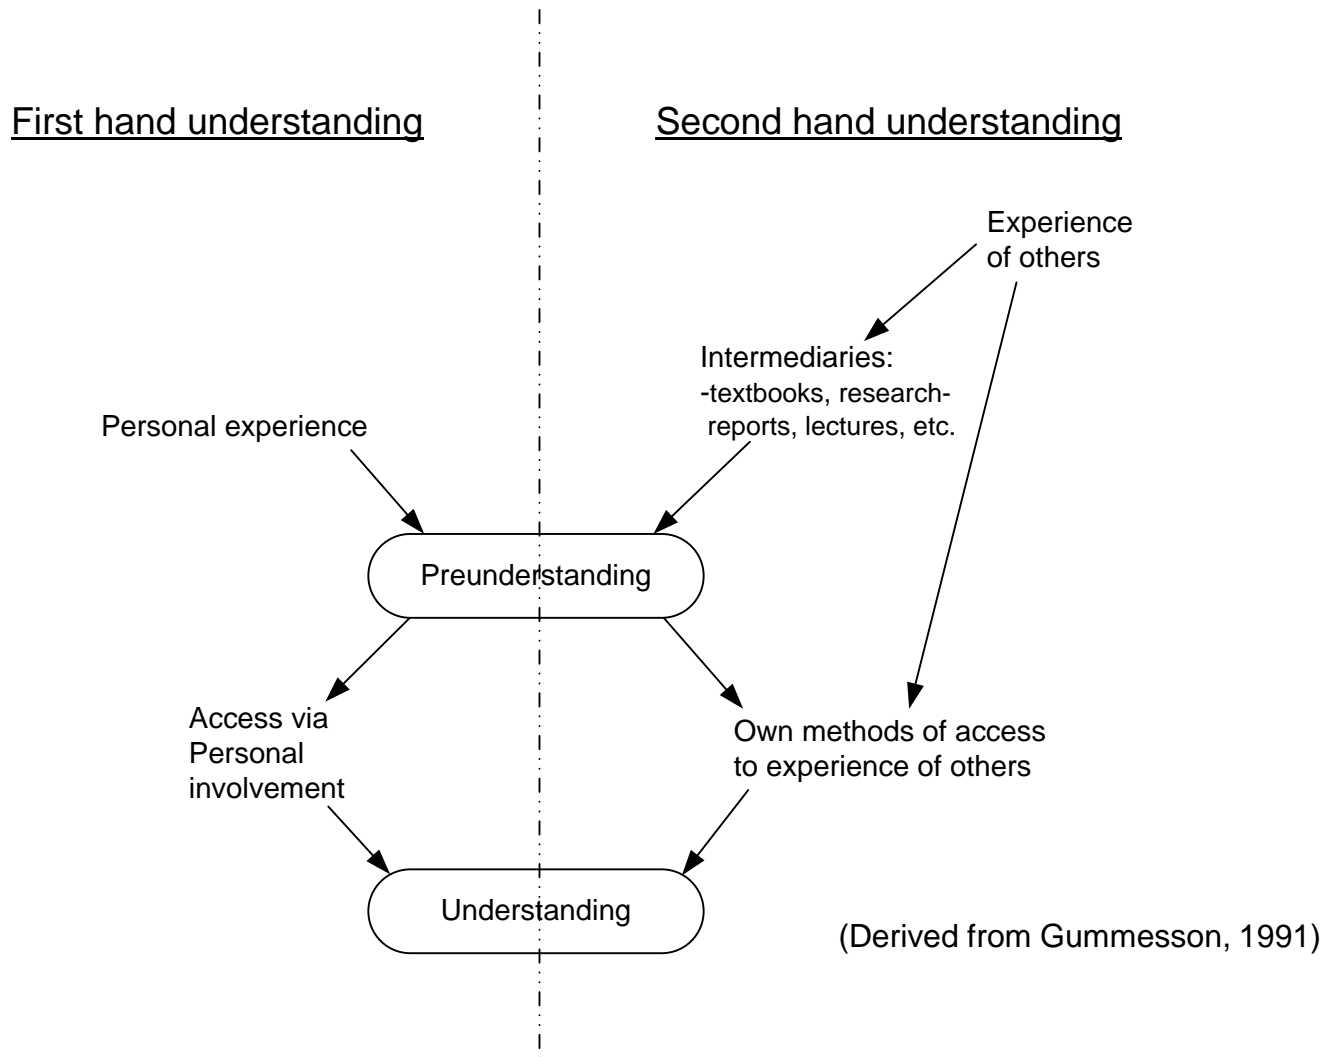 First hand understanding
Second hand understanding
Experience
of others
Intermediaries:
-textbooks, research-
reports, lectures, etc.
Personal experience
Preunderstanding
Access via
Personal
involvement
Own methods of access
to experience of others
Understanding
(Derived from Gummesson, 1991)